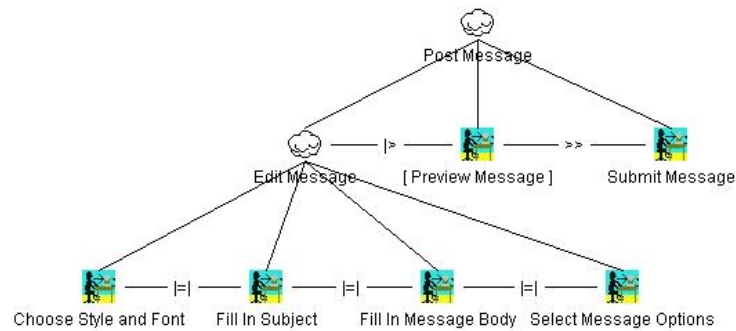 Post Message
|>
>>
Edit Message
[ Preview Message ]
Submit Message
|=|
|=|
|=|
Choose Style and Font
Fill In Subject
Fill In Message Body
Select Message Options